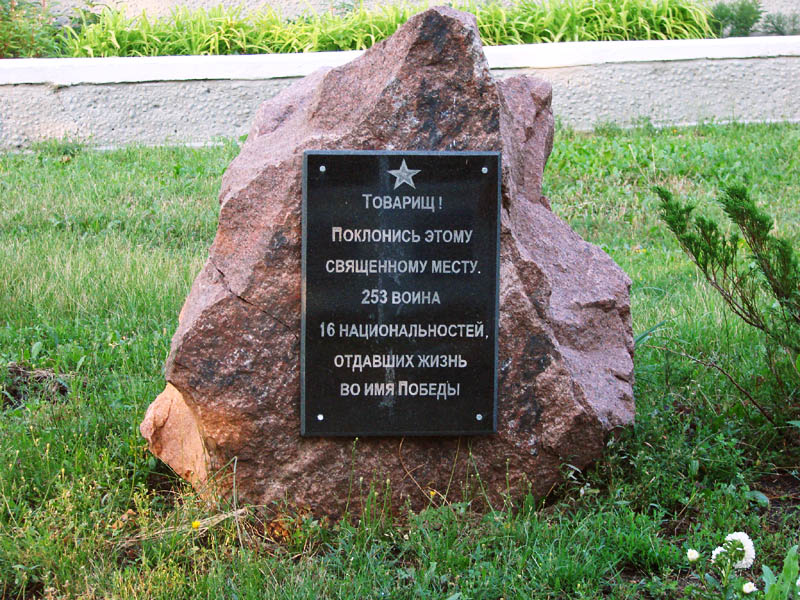 Товарищ!
Поклонись этому
священному месту.
253 воина
16 национальностей,
отдавших жизнь
во имя Победы